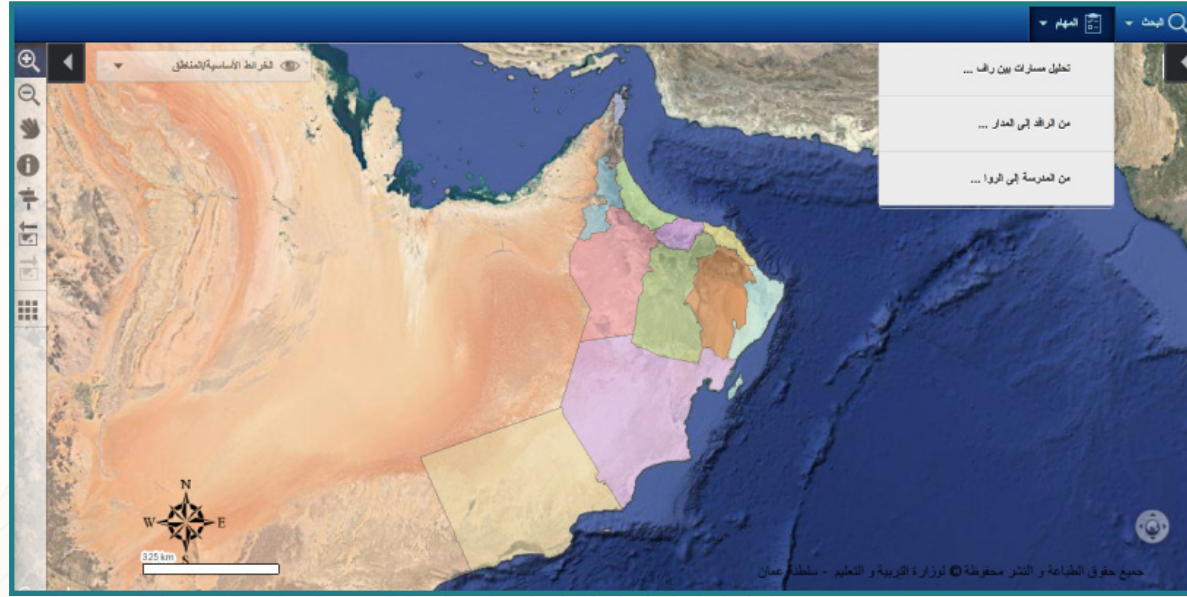 البحث
المهام
الخرائط الأساسية/المناطق
تحليل مسارات بين راف ...
من الرافد إلى المدار ...
من المدرسة إلى الروا ...
N
W E
S
325 km
جميع حقوق الطباعة و النشر محفوظة © لوزارة التربية و التعليم - سلطنة عمان